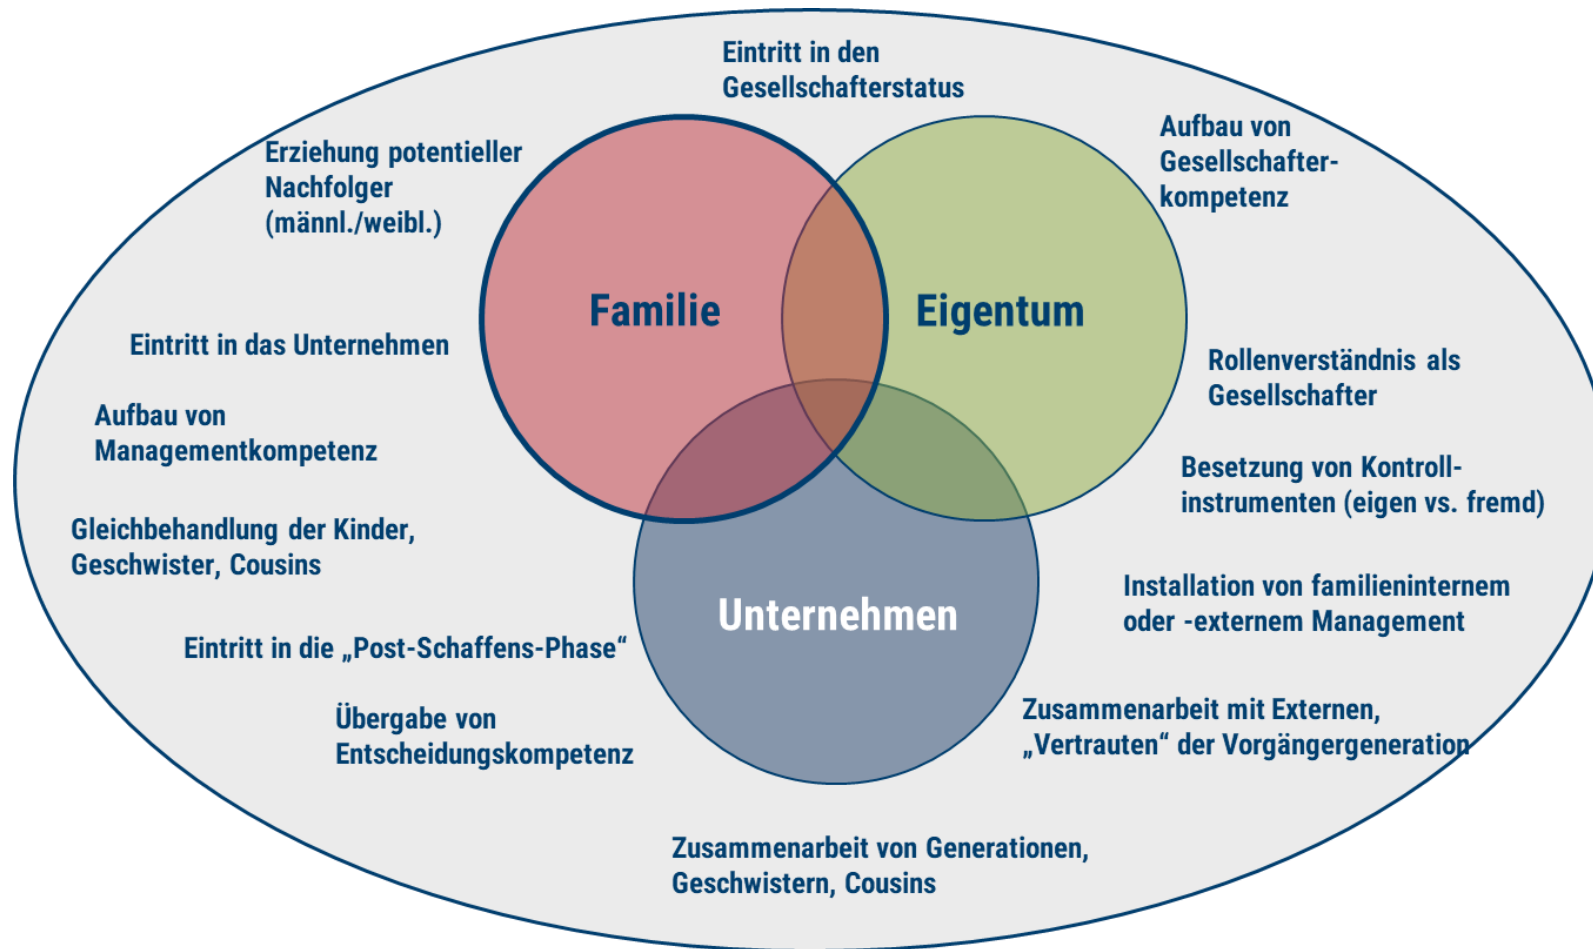 Eintritt in den
Gesellschafterstatus
Erziehung potentieller
Nachfolger
(männl./weibl.)
Aufbau von
Gesellschafter-
kompetenz
Familie
Eigentum
Eintritt in das Unternehmen
Rollenverständnis als
Gesellschafter
Aufbau von
Managementkompetenz
Besetzung von Kontroll-
instrumenten (eigen vs. fremd)
Gleichbehandlung der Kinder,
Geschwister, Cousins
Installation von familieninternem
oder -externem Management
Unternehmen
Eintritt in die „Post-Schaffens-Phase“
Übergabe von
Entscheidungskompetenz
Zusammenarbeit mit Externen,
„Vertrauten“ der Vorgängergeneration
Zusammenarbeit von Generationen,
Geschwistern, Cousins